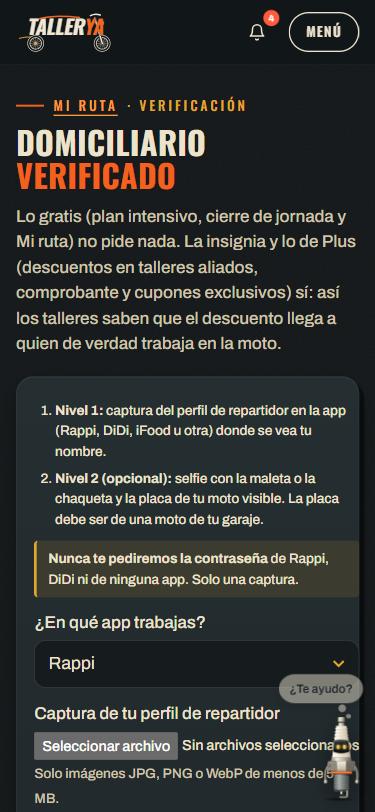 TALLERYA
4
MENÚ
MI RUTA · VERIFICACIÓN
DOMICILIARIO
VERIFICADO
Lo gratis (plan intensivo, cierre de jornada y
Mi ruta) no pide nada. La insignia y lo de Plus
(descuentos en talleres aliados,
comprobante y cupones exclusivos) sí: así
los talleres saben que el descuento llega a
quien de verdad trabaja en la moto.
1. Nivel 1: captura del perfil de repartidor en la app
(Rappi, DiDi, iFood u otra) donde se vea tu
nombre.
2. Nivel 2 (opcional): selfie con la maleta o la
chaqueta y la placa de tu moto visible. La placa
debe ser de una moto de tu garaje.
Nunca te pediremos la contraseña de Rappi,
DiDi ni de ninguna app. Solo una captura.
¿En qué app trabajas?
Rappi
¿Te ayudo?
Captura de tu perfil de repartidor
Seleccionar archivo Sin archivos seleccionados
Solo imágenes JPG, PNG o WebP de menos de 5
MB.